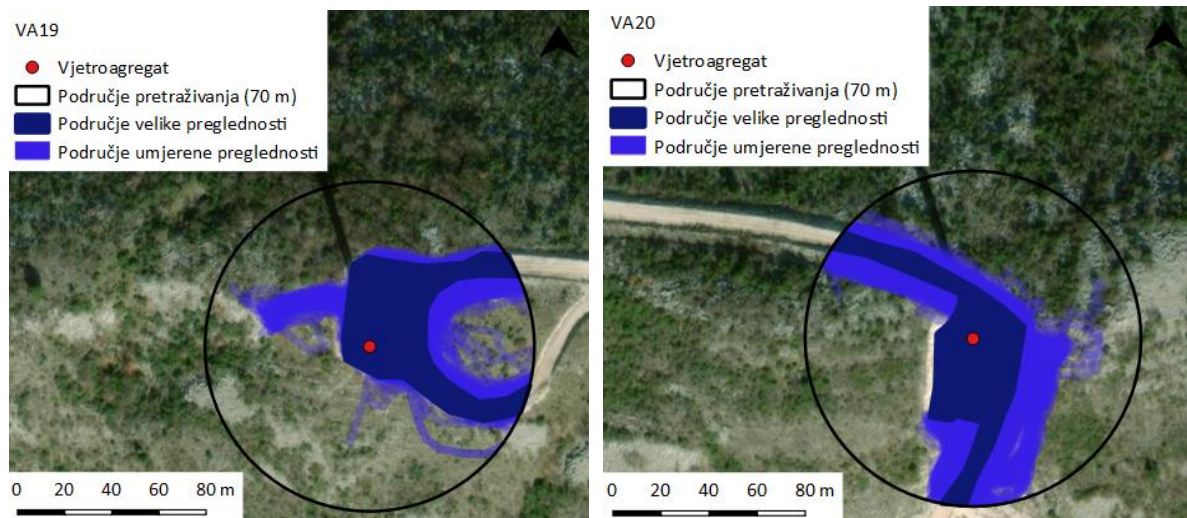 VA19
Vjetroagregat
Područje pretraživanja (70 m)
Područje velike preglednosti
Područje umjerene preglednosti
0 20 40 60 80 m
VA20
Vjetroagregat
Područje pretraživanja (70 m)
Područje velike preglednosti
Područje umjerene preglednosti
0 20 40 60 80 m